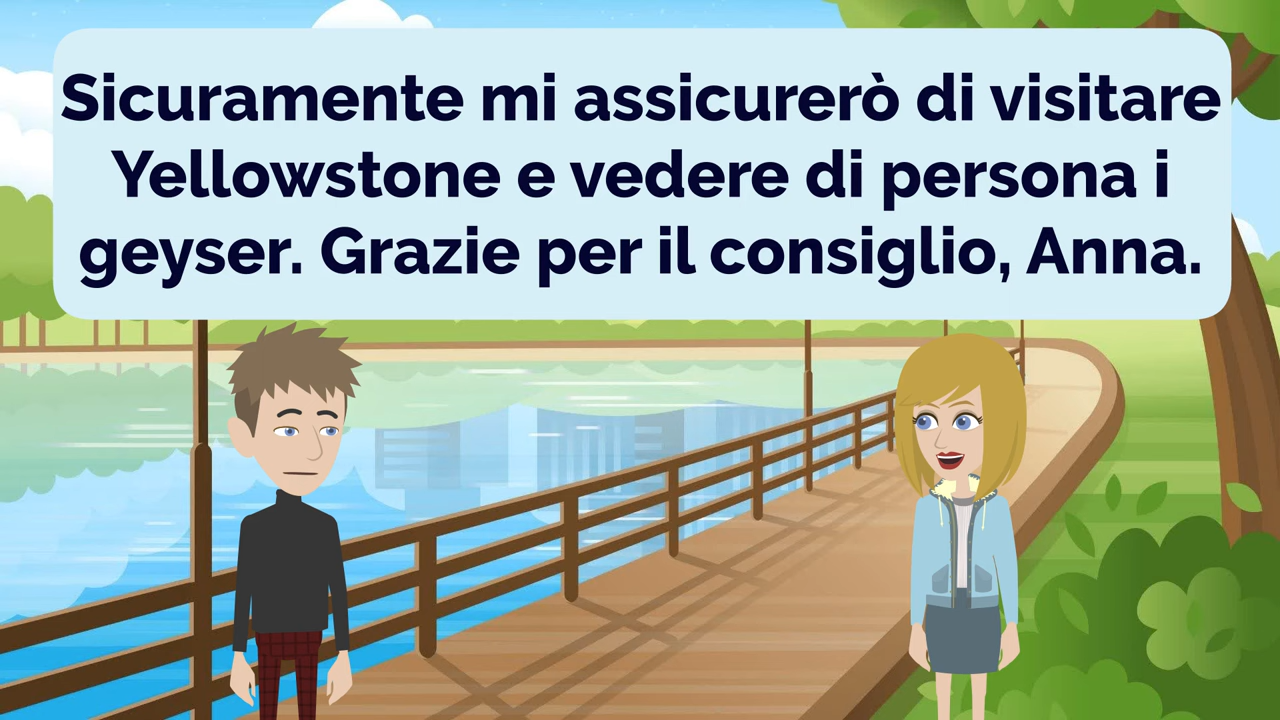 Sicuramente mi assicurerò di visitare
Yellowstone e vedere di persona i
geyser. Grazie per il consiglio, Anna.